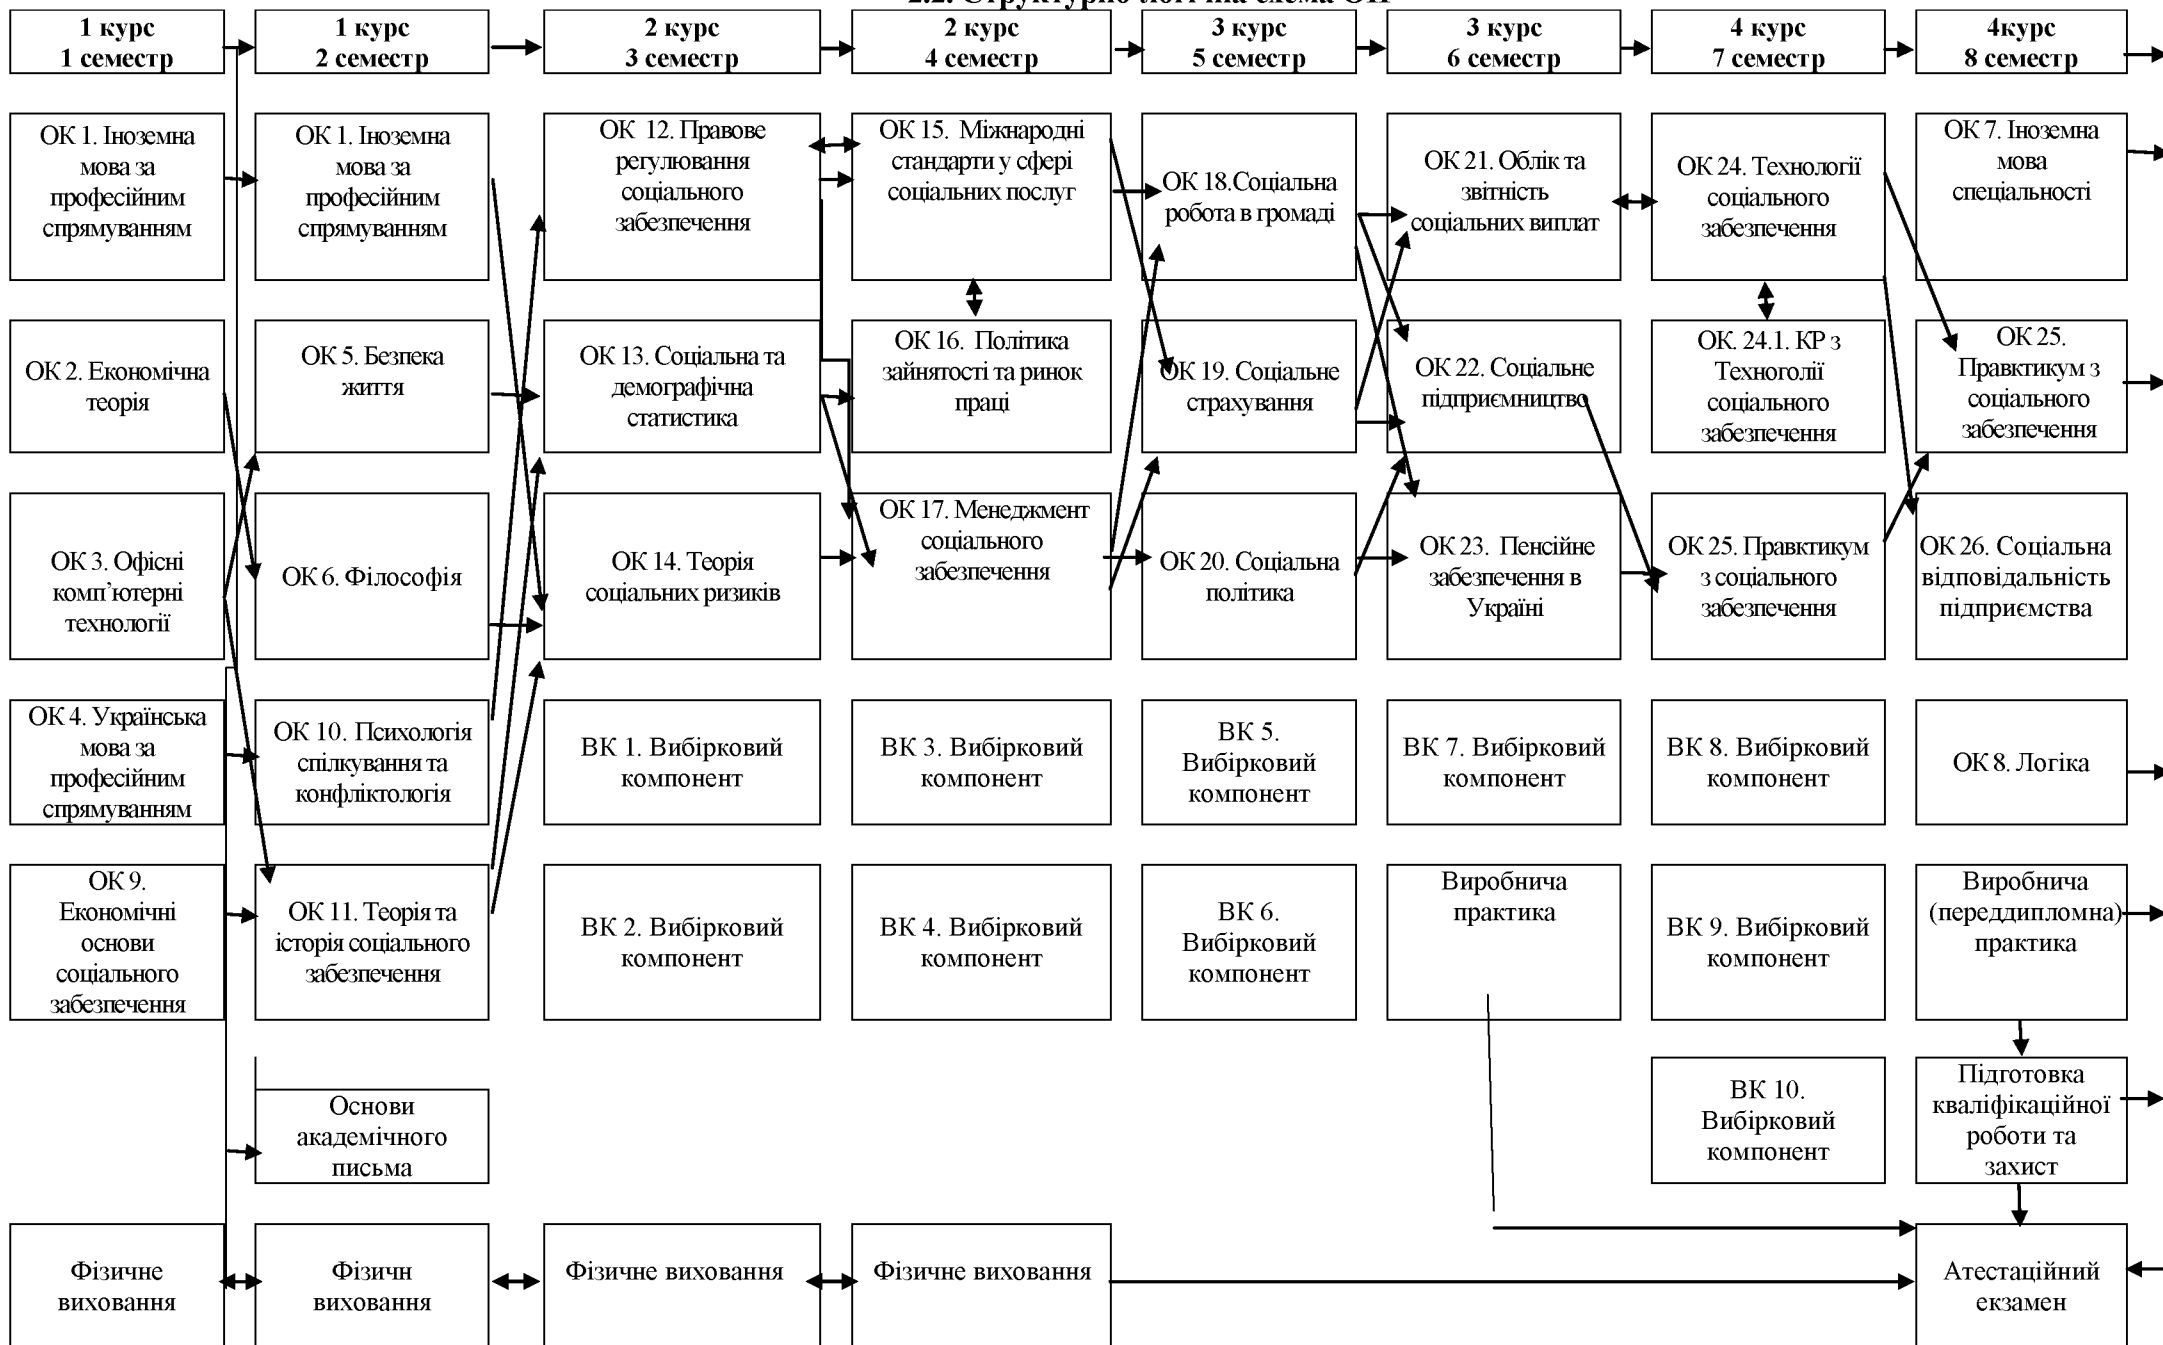 2.2. Структурно-логічна схема ОП
1 курс
1 семестр
1 курс
2 семестр
2 курс
3 семестр
2 курс
4 семестр
3 курс
5 семестр
3 курс
6 семестр
4 курс
7 семестр
4курс
8 семестр
ОК 1. Іноземна
мова за
професійним
спрямуванням
ОК 1. Іноземна
мова за
професійним
спрямуванням
ОК 12. Правове
регулювання
соціального
забезпечення
ОК 15. Міжнародні
стандарти у сфері
соціальних послуг
ОК 18.Соціальна
робота в громаді
ОК 21. Облік та
звітність
соціальних виплат
ОК 24. Технології
соціального
забезпечення
ОК 7. Іноземна
мова
спеціальності
ОК 2. Економічна
теорія
ОК 5. Безпека
життя
ОК 13. Соціальна та
демографічна
статистика
ОК 16. Політика
зайнятості та ринок
праці
ОК 19. Соціальне
страхування
ОК 22. Соціальне
підприємництво
ОК. 24.1. КР з
Техноголії
соціального
забезпечення
ОК 25.
Правктикум з
соціального
забезпечення
ОК 3. Офісні
комп’ютерні
технології
ОК 6. Філософія
ОК 14. Теорія
соціальних ризиків
ОК 17. Менеджмент
соціального
забезпечення
ОК 20. Соціальна
політика
ОК 23. Пенсійне
забезпечення в
Україні
ОК 25. Правктикум
з соціального
забезпечення
ОК 26. Соціальна
відповідальність
підприємства
ОК 4. Українська
мова за
професійним
спрямуванням
ОК 10. Психологія
спілкування та
конфліктологія
ВК 1. Вибірковий
компонент
ВК 3. Вибірковий
компонент
ВК 5.
Вибірковий
компонент
ВК 7. Вибірковий
компонент
ВК 8. Вибірковий
компонент
ОК 8. Логіка
ОК 9.
Економічні
основи
соціального
забезпечення
ОК 11. Теорія та
історія соціального
забезпечення
ВК 2. Вибірковий
компонент
ВК 4. Вибірковий
компонент
ВК 6.
Вибірковий
компонент
Виробнича
практика
ВК 9. Вибірковий
компонент
Виробнича
(переддипломна)
практика
Основи
академічного
письма
ВК 10.
Вибірковий
компонент
Підготовка
кваліфікаційної
роботи та
захист
Фізичне
виховання
Фізичн
виховання
Фізичне виховання
Фізичне виховання
Атестаційний
екзамен